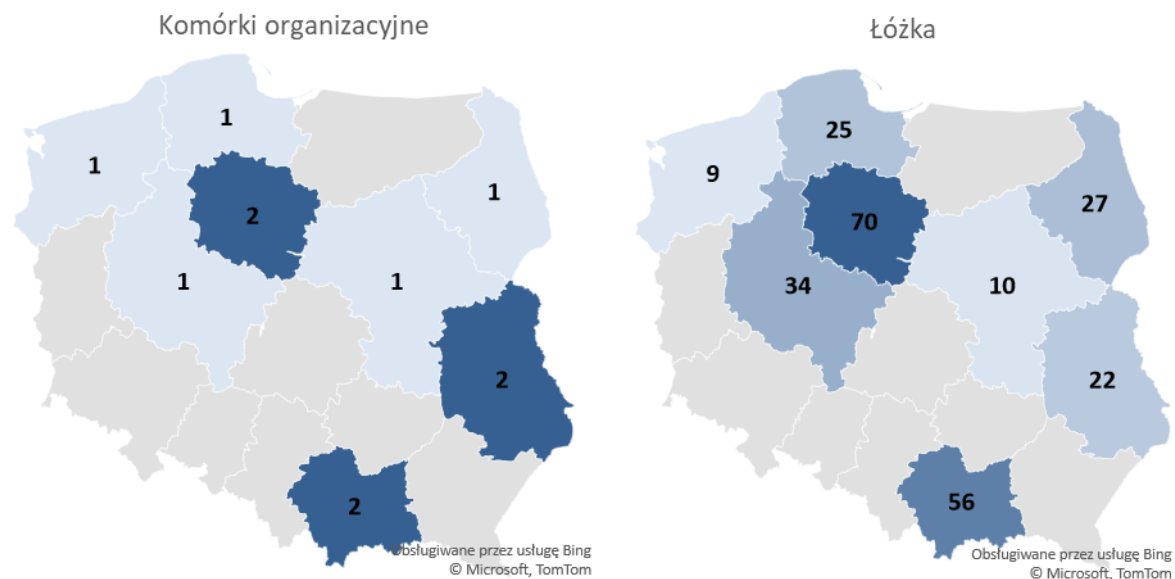 Komórki organizacyjne
1
1
1
2
1
1
2
2
Obsługiwane przez usługę Bing
© Microsoft, TomTom
Łóżka
25
9
27
70
34
10
22
56
Obsługiwane przez usługę Bing
© Microsoft, TomTom